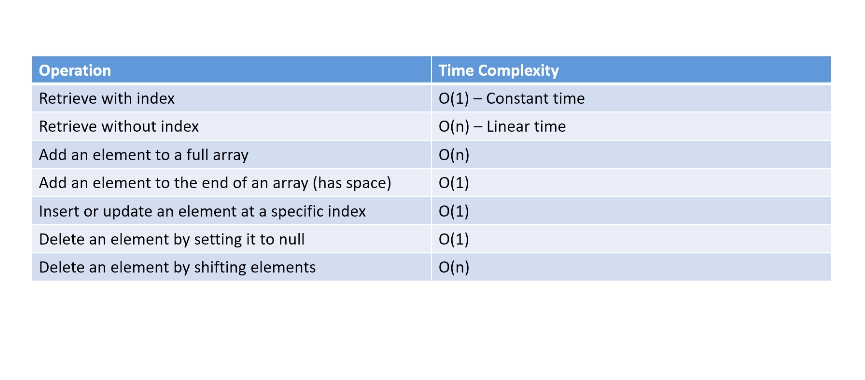 Operation Time Complexity
Retrieve with index O(1) – Constant time
Retrieve without index O(n) – Linear time
Add an element to a full array O(n)
Add an element to the end of an array (has space) O(1)
Insert or update an element at a specific index O(1)
Delete an element by setting it to null O(1)
Delete an element by shifting elements O(n)